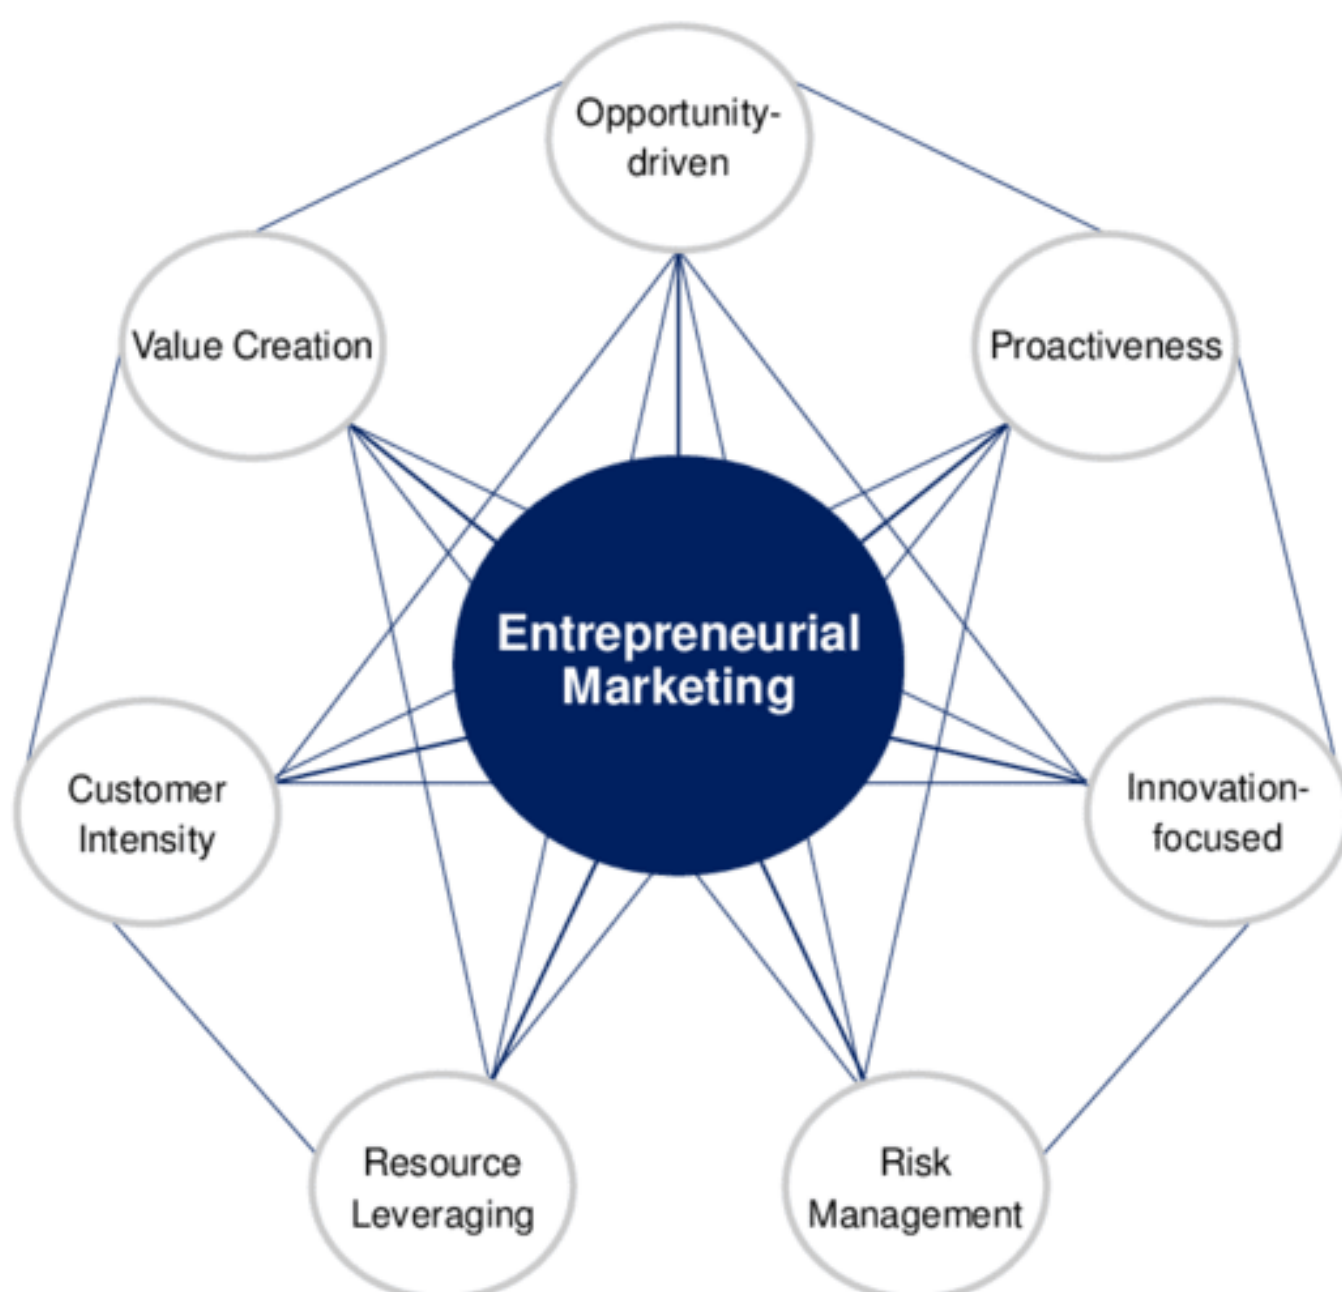 Opportunity-
driven
Value Creation
Proactiveness
Entrepreneurial
Marketing
Customer
Intensity
Innovation-
focused
Resource
Leveraging
Risk
Management